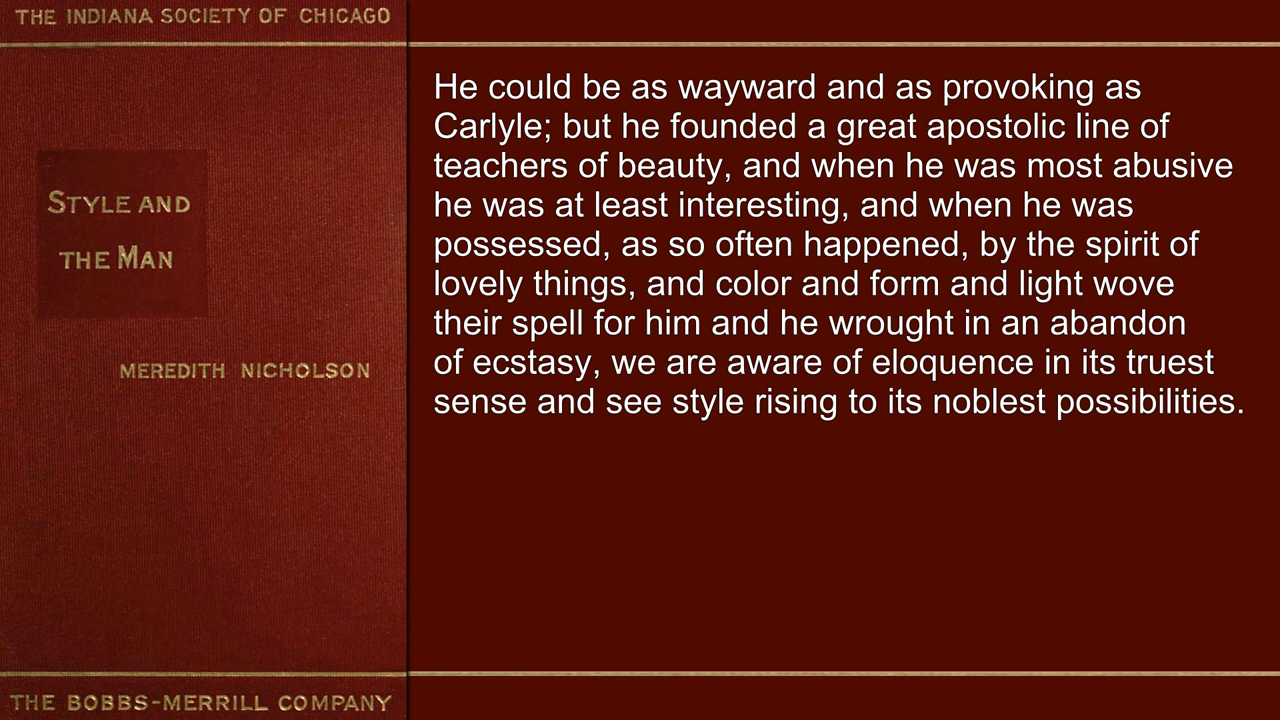 THE INDIANA SOCIETY OF CHICAGO
STYLE AND
THE MAN
MEREDITH NICHOLSON
THE BOBBS-MERRILL COMPANY
He could be as wayward and as provoking as
Carlyle; but he founded a great apostolic line of
teachers of beauty, and when he was most abusive
he was at least interesting, and when he was
possessed, as so often happened, by the spirit of
lovely things, and color and form and light wove
their spell for him and he wrought in an abandon
of ecstasy, we are aware of eloquence in its truest
sense and see style rising to its noblest possibilities.